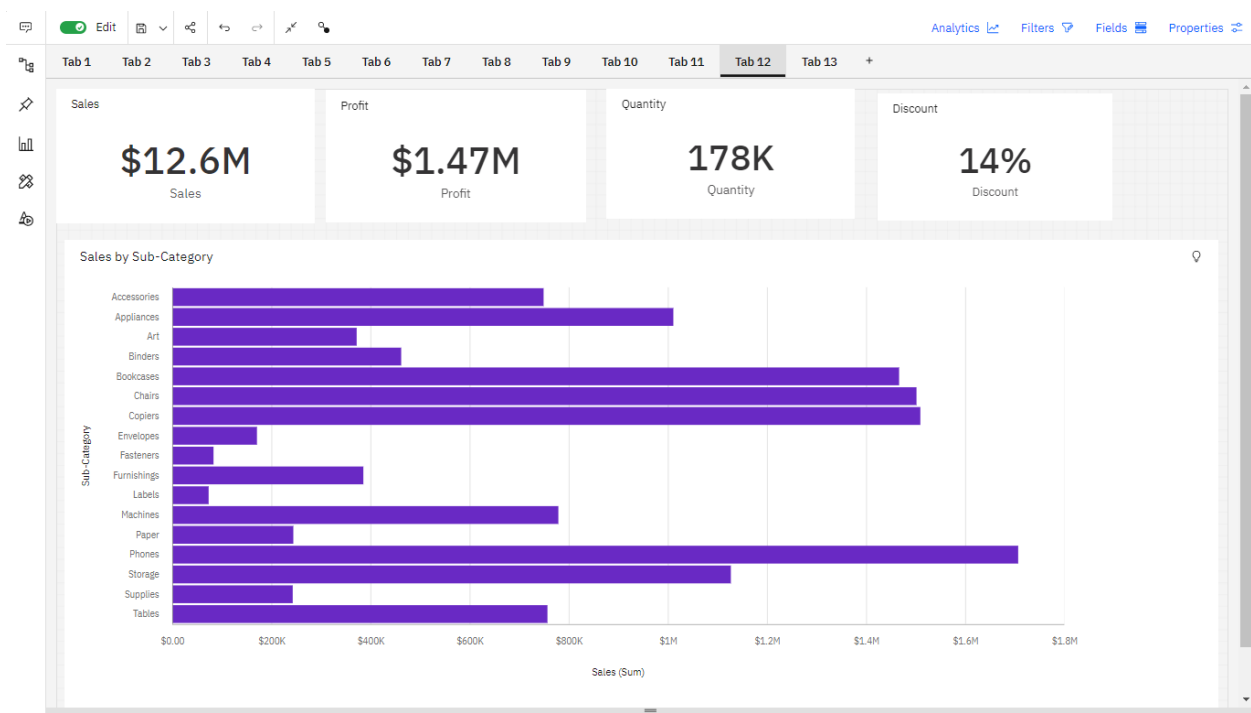 Edit
Analytics Filters Fields Properties
Tab 1 Tab 2 Tab 3 Tab 4 Tab 5 Tab 6 Tab 7 Tab 8 Tab 9 Tab 10 Tab 11 Tab 12 Tab 13 +
Sales
$12.6M
Sales
Profit
$1.47M
Profit
Quantity
178K
Quantity
Discount
14%
Discount
Sales by Sub-Category
Sub-Category
Accessories
Appliances
Art
Binders
Bookcases
Chairs
Copiers
Envelopes
Fasteners
Furnishings
Labels
Machines
Paper
Phones
Storage
Supplies
Tables
$0.00 $200K $400K $600K $800K $1M $1.2M $1.4M $1.6M $1.8M
Sales (Sum)